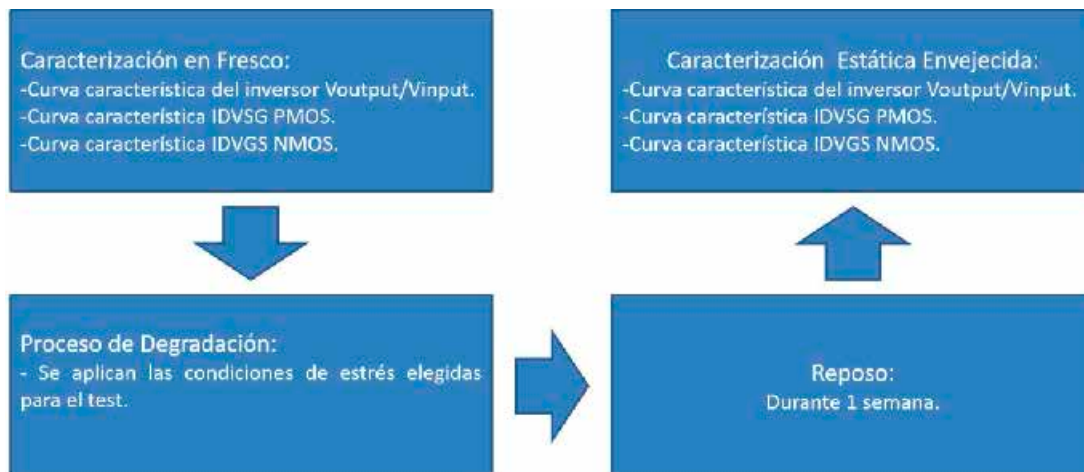 Caracterización en Fresco:
-Curva característica del inversor Voutput/Vinput.
-Curva característica IDVSG PMOS.
-Curva característica IDVGS NMOS.
Proceso de Degradación:
- Se aplican las condiciones de estrés elegidas
para el test.
Reposo:
Durante 1 semana.
Caracterización Estática Envejecida:
-Curva característica del inversor Voutput/Vinput.
-Curva característica IDVSG PMOS.
-Curva característica IDVGS NMOS.